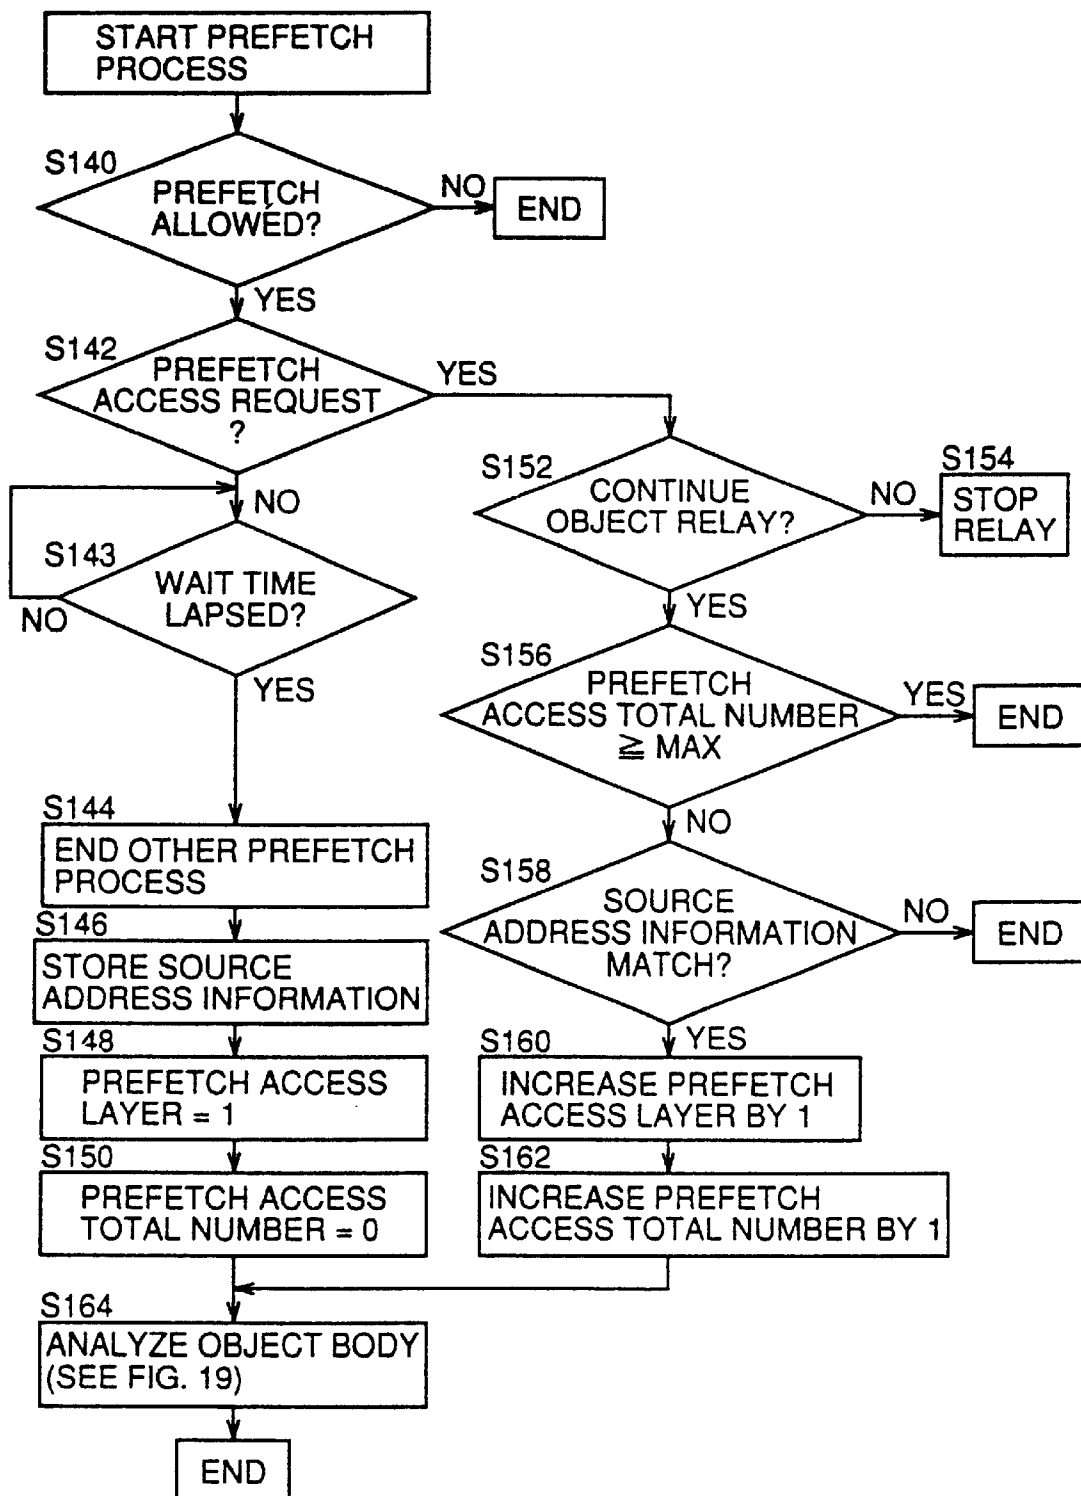 START PREFETCH
PROCESS
S140
PREFETCH
ALLOWED?
NO
END
YES
S142
PREFETCH
ACCESS REQUEST
?
YES
NO
S143
WAIT TIME
LAPSED?
NO
YES
S152
CONTINUE
OBJECT RELAY?
NO
S154
STOP
RELAY
YES
S156
PREFETCH
ACCESS TOTAL NUMBER
≧ MAX
YES
END
NO
S144
END OTHER PREFETCH
PROCESS
S146
STORE SOURCE
ADDRESS INFORMATION
S148
PREFETCH ACCESS
LAYER = 1
S150
PREFETCH ACCESS
TOTAL NUMBER = 0
S158
SOURCE
ADDRESS INFORMATION
MATCH?
NO
END
YES
S160
INCREASE PREFETCH
ACCESS LAYER BY 1
S162
INCREASE PREFETCH
ACCESS TOTAL NUMBER BY 1
S164
ANALYZE OBJECT BODY
(SEE FIG. 19)
END